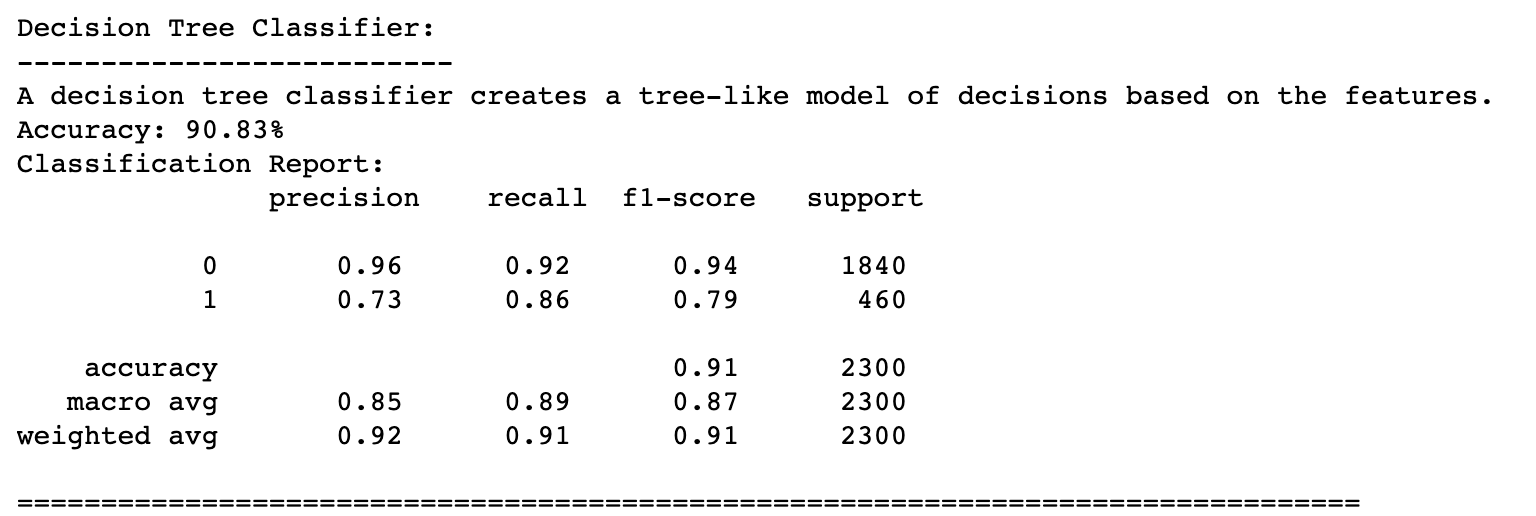 Decision Tree Classifier:
--------------------------
A decision tree classifier creates a tree-like model of decisions based on the features.
Accuracy: 90.83%
Classification Report:
               precision    recall  f1-score   support

           0       0.96      0.92      0.94      1840
           1       0.73      0.86      0.79       460

    accuracy                           0.91      2300
   macro avg       0.85      0.89      0.87      2300
weighted avg       0.92      0.91      0.91      2300

================================================================================